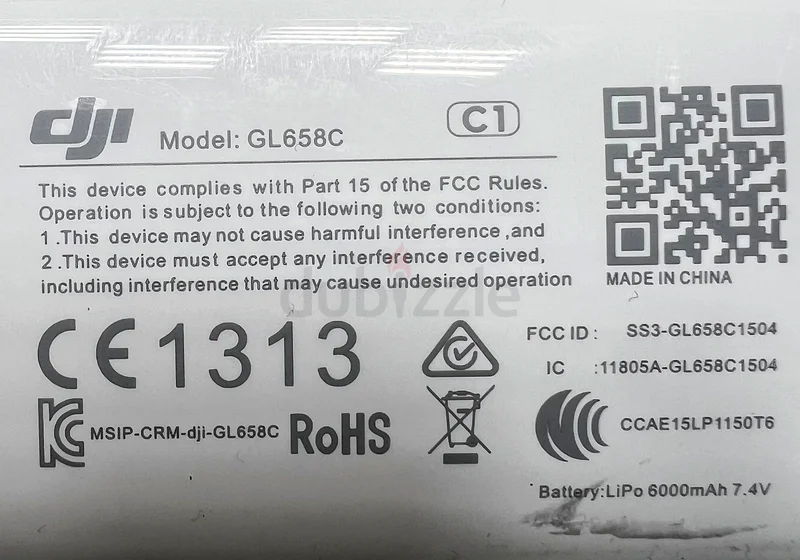 dji Model: GL658C C1
This device complies with Part 15 of the FCC Rules.
Operation is subject to the following two conditions:
1 .This device may not cause harmful interference ,and
2 .This device must accept any interference received,
including interference that may cause undesired operation
MADE IN CHINA
dubizzle
CE 1313
FCC ID : SS3-GL658C1504
IC :11805A-GL658C1504
MSIP-CRM-dji-GL658C RoHS
CCAE15LP1150T6
Battery:LiPo 6000mAh 7.4V